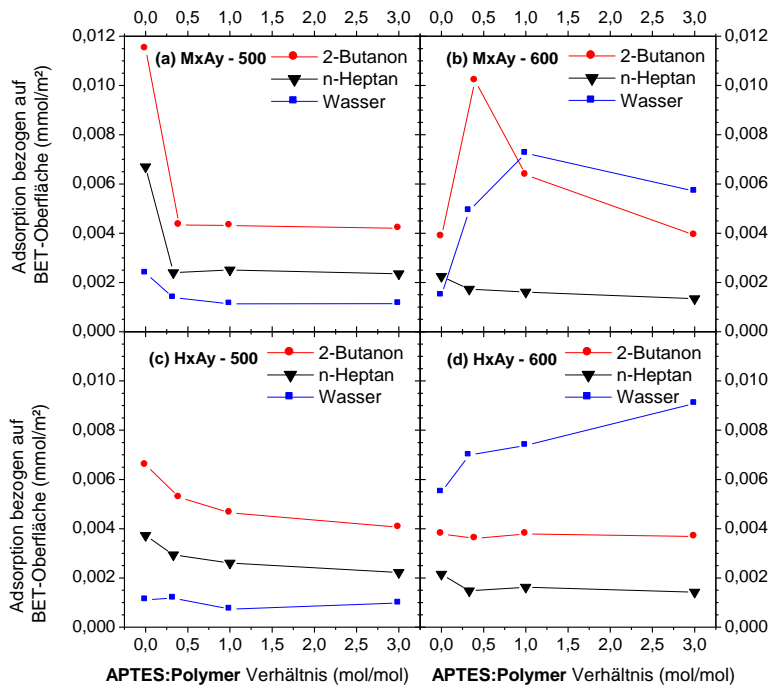 0,0 0,5 1,0 1,5 2,0 2,5 3,0
0,0 0,5 1,0 1,5 2,0 2,5 3,0
Adsorption bezogen auf
BET-Oberfläche (mmol/m²)
0,012
0,010
0,008
0,006
0,004
0,002
0,000
(a) MxAy - 500
2-Butanon
n-Heptan
Wasser
(b) MxAy - 600
2-Butanon
n-Heptan
Wasser
0,012
0,010
0,008
0,006
0,004
0,002
0,000
Adsorption bezogen auf
BET-Oberfläche (mmol/m²)
0,010
0,008
0,006
0,004
0,002
0,000
(c) HxAy - 500
2-Butanon
n-Heptan
Wasser
(d) HxAy - 600
2-Butanon
n-Heptan
Wasser
0,010
0,008
0,006
0,004
0,002
0,000
0,0 0,5 1,0 1,5 2,0 2,5 3,0
0,0 0,5 1,0 1,5 2,0 2,5 3,0
APTES:Polymer Verhältnis (mol/mol)
APTES:Polymer Verhältnis (mol/mol)